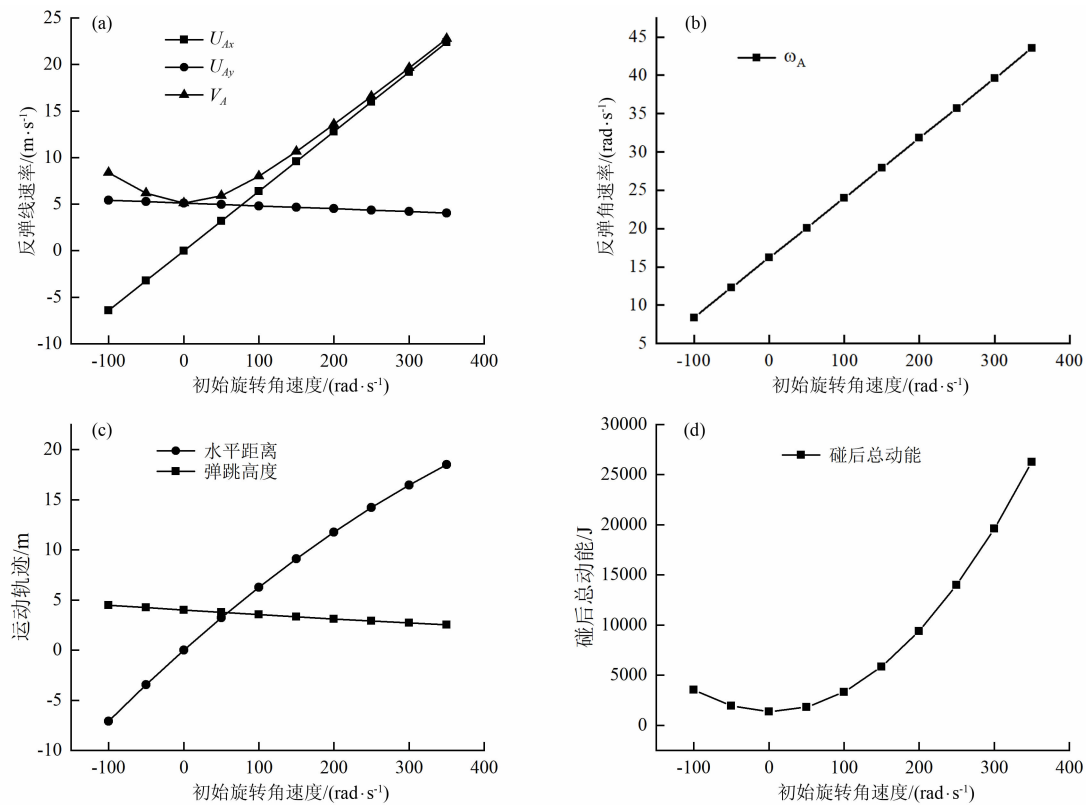 (a)
U_Ax
U_Ay
V_A
25
20
15
10
5
0
-5
-10
反弹线速率/(m·s⁻¹)
-100 0 100 200 300 400
初始旋转角速度/(rad·s⁻¹)
(b)
ω_A
45
40
35
30
25
20
15
10
5
反弹角速率/(rad·s⁻¹)
-100 0 100 200 300 400
初始旋转角速度/(rad·s⁻¹)
(c)
水平距离
弹跳高度
20
15
10
5
0
-5
-10
运动轨迹/m
-100 0 100 200 300 400
初始旋转角速度/(rad·s⁻¹)
(d)
碰后总动能
30000
25000
20000
15000
10000
5000
0
碰后总动能/J
-100 0 100 200 300 400
初始旋转角速度/(rad·s⁻¹)